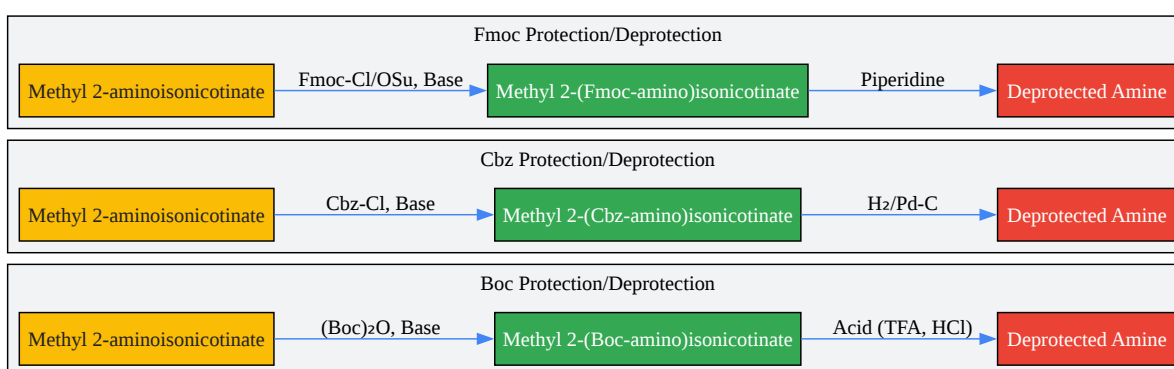 Fmoc Protection/Deprotection
Methyl 2-aminoisonicotinate
Fmoc-Cl/OSu, Base
Methyl 2-(Fmoc-amino)isonicotinate
Piperidine
Deprotected Amine
Cbz Protection/Deprotection
Methyl 2-aminoisonicotinate
Cbz-Cl, Base
Methyl 2-(Cbz-amino)isonicotinate
H₂/Pd-C
Deprotected Amine
Boc Protection/Deprotection
Methyl 2-aminoisonicotinate
(Boc)₂O, Base
Methyl 2-(Boc-amino)isonicotinate
Acid (TFA, HCl)
Deprotected Amine